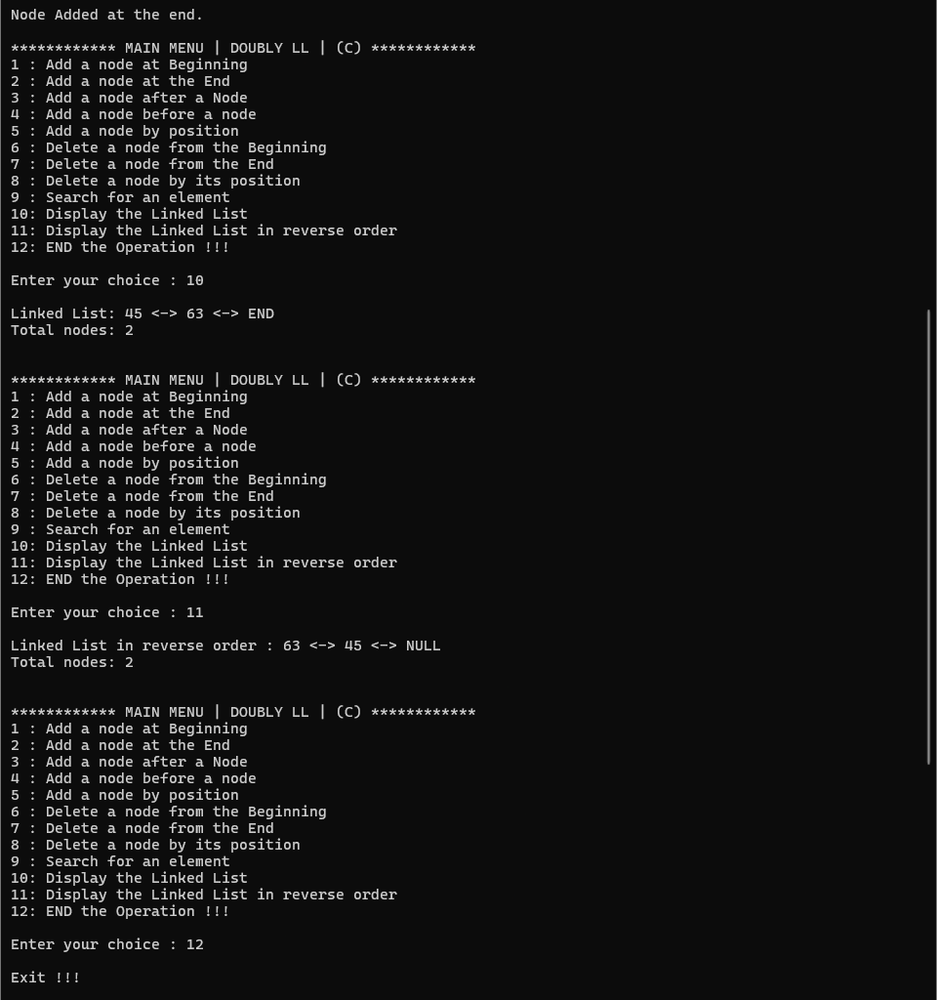 Node Added at the end.
************ MAIN MENU | DOUBLY LL | (C) ************
1 : Add a node at Beginning
2 : Add a node at the End
3 : Add a node after a Node
4 : Add a node before a node
5 : Add a node by position
6 : Delete a node from the Beginning
7 : Delete a node from the End
8 : Delete a node by its position
9 : Search for an element
10: Display the Linked List
11: Display the Linked List in reverse order
12: END the Operation !!!
Enter your choice : 10
Linked List: 45 <-> 63 <-> END
Total nodes: 2
************ MAIN MENU | DOUBLY LL | (C) ************
1 : Add a node at Beginning
2 : Add a node at the End
3 : Add a node after a Node
4 : Add a node before a node
5 : Add a node by position
6 : Delete a node from the Beginning
7 : Delete a node from the End
8 : Delete a node by its position
9 : Search for an element
10: Display the Linked List
11: Display the Linked List in reverse order
12: END the Operation !!!
Enter your choice : 11
Linked List in reverse order : 63 <-> 45 <-> NULL
Total nodes: 2
************ MAIN MENU | DOUBLY LL | (C) ************
1 : Add a node at Beginning
2 : Add a node at the End
3 : Add a node after a Node
4 : Add a node before a node
5 : Add a node by position
6 : Delete a node from the Beginning
7 : Delete a node from the End
8 : Delete a node by its position
9 : Search for an element
10: Display the Linked List
11: Display the Linked List in reverse order
12: END the Operation !!!
Enter your choice : 12
Exit !!!